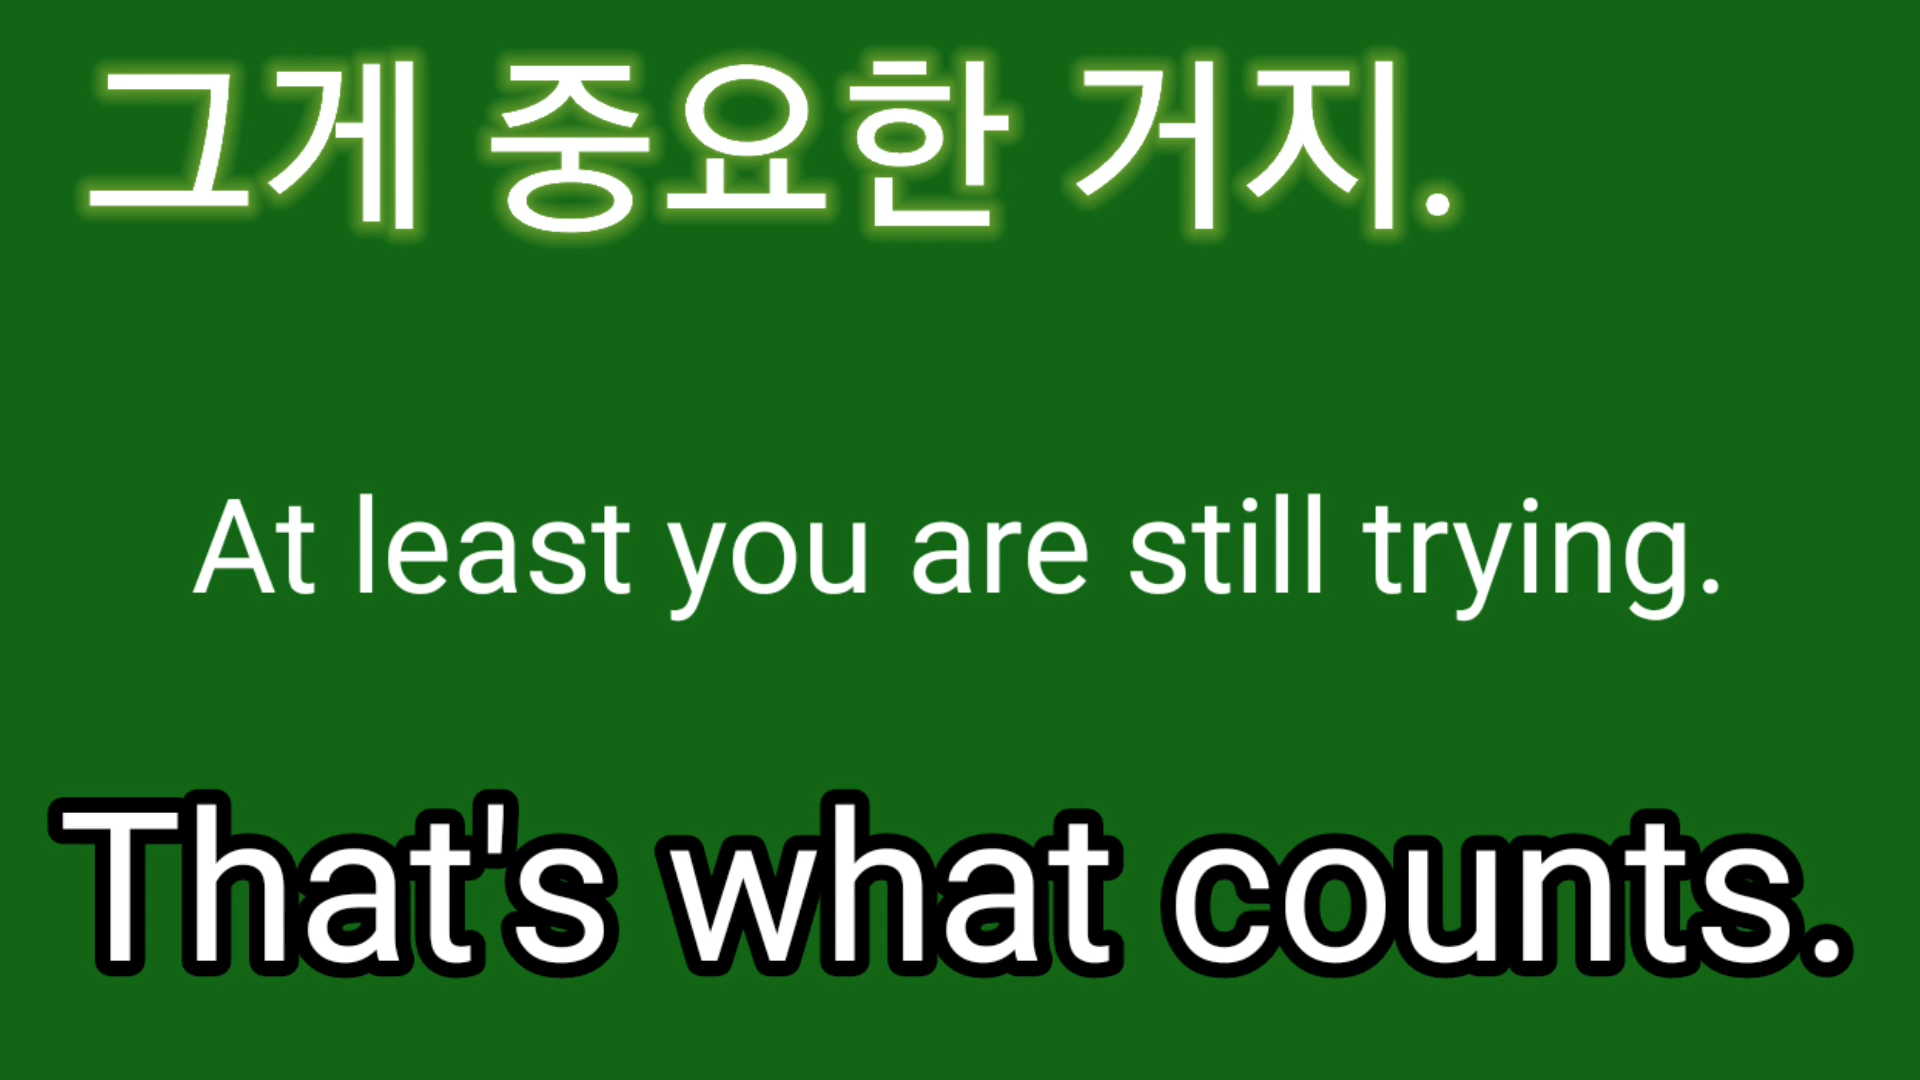 그게 중요한 거지.
At least you are still trying.
That's what counts.